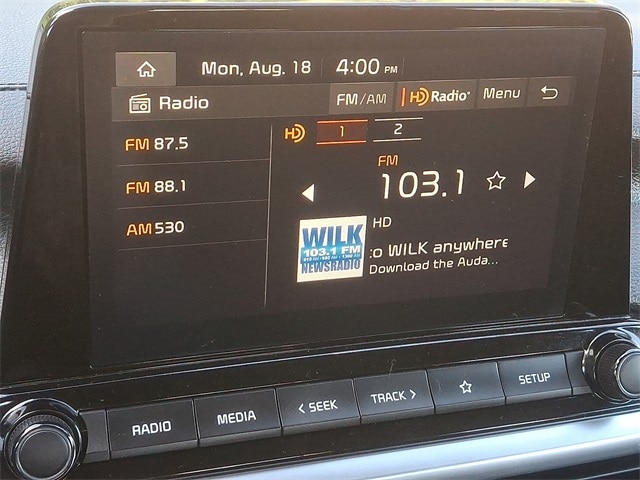 Mon, Aug. 18 4:00 PM
Radio FM/AM HD Radio Menu
FM 87.5
FM 88.1
AM 530
HD 1 2
FM
103.1
HD
WILK
103.1 FM
NEWSRADIO
:o WILK anywhere
Download the Auda...
RADIO MEDIA < SEEK TRACK > SETUP